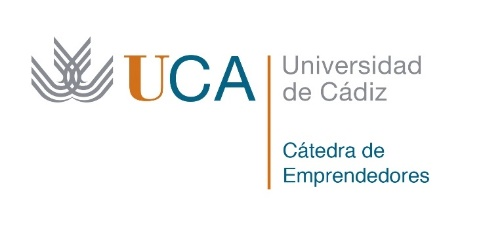 UCA
Universidad
de Cádiz
Cátedra de
Emprendedores